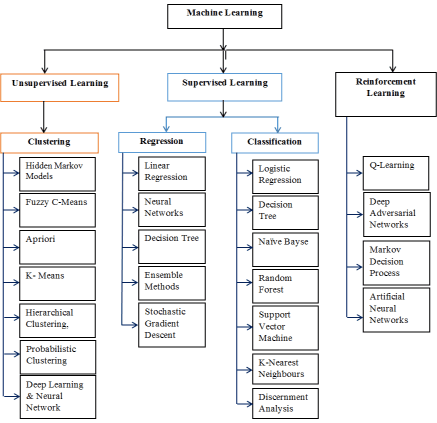 Machine Learning
Unsupervised Learning
Supervised Learning
Reinforcement
Learning
Clustering
Regression
Classification
Hidden Markov
Models
Fuzzy C-Means
Apriori
K- Means
Hierarchical
Clustering,
Probabilistic
Clustering
Deep Learning
& Neural
Network
Linear
Regression
Neural
Networks
Decision Tree
Ensemble
Methods
Stochastic
Gradient
Descent
Logistic
Regression
Decision
Tree
Naïve Bayse
Random
Forest
Support
Vector
Machine
K-Nearest
Neighbours
Discernment
Analysis
Q-Learning
Deep
Adversarial
Networks
Markov
Decision
Process
Artificial
Neural
Networks